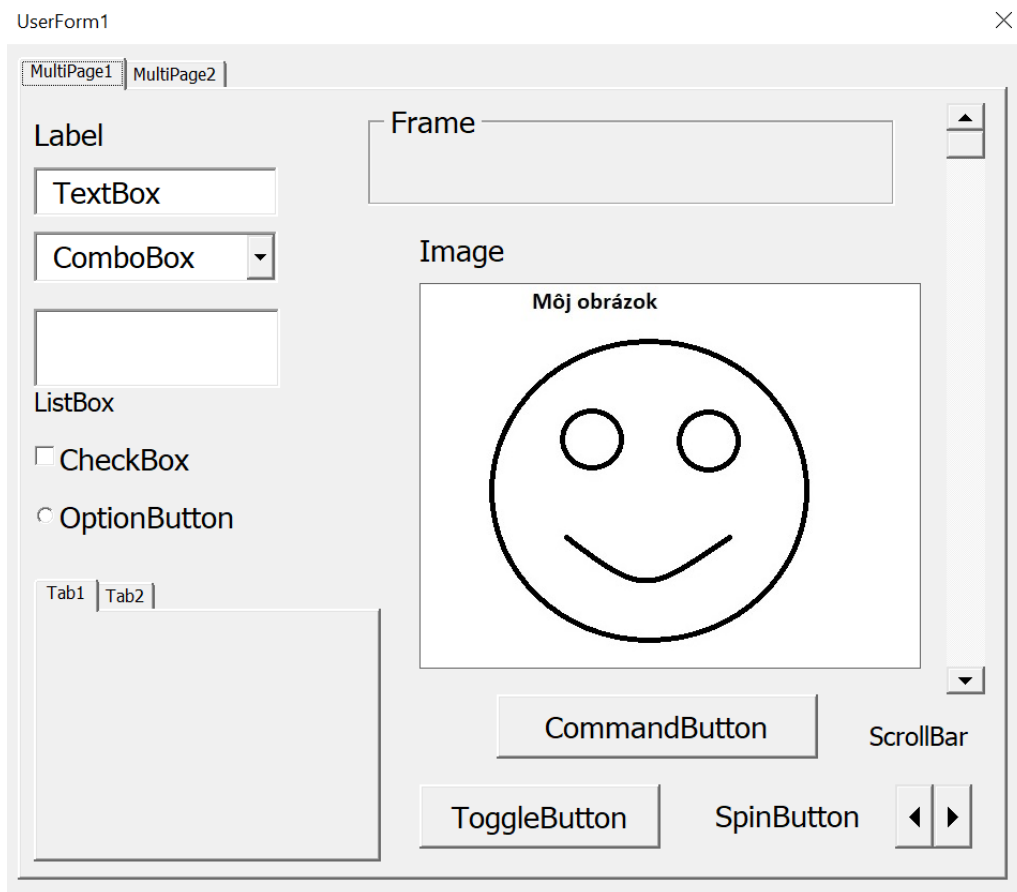 UserForm1
MultiPage1 MultiPage2
Label
TextBox
ComboBox
ListBox
CheckBox
OptionButton
Tab1 Tab2
Frame
Image
Môj obrázok
CommandButton
ScrollBar
ToggleButton
SpinButton